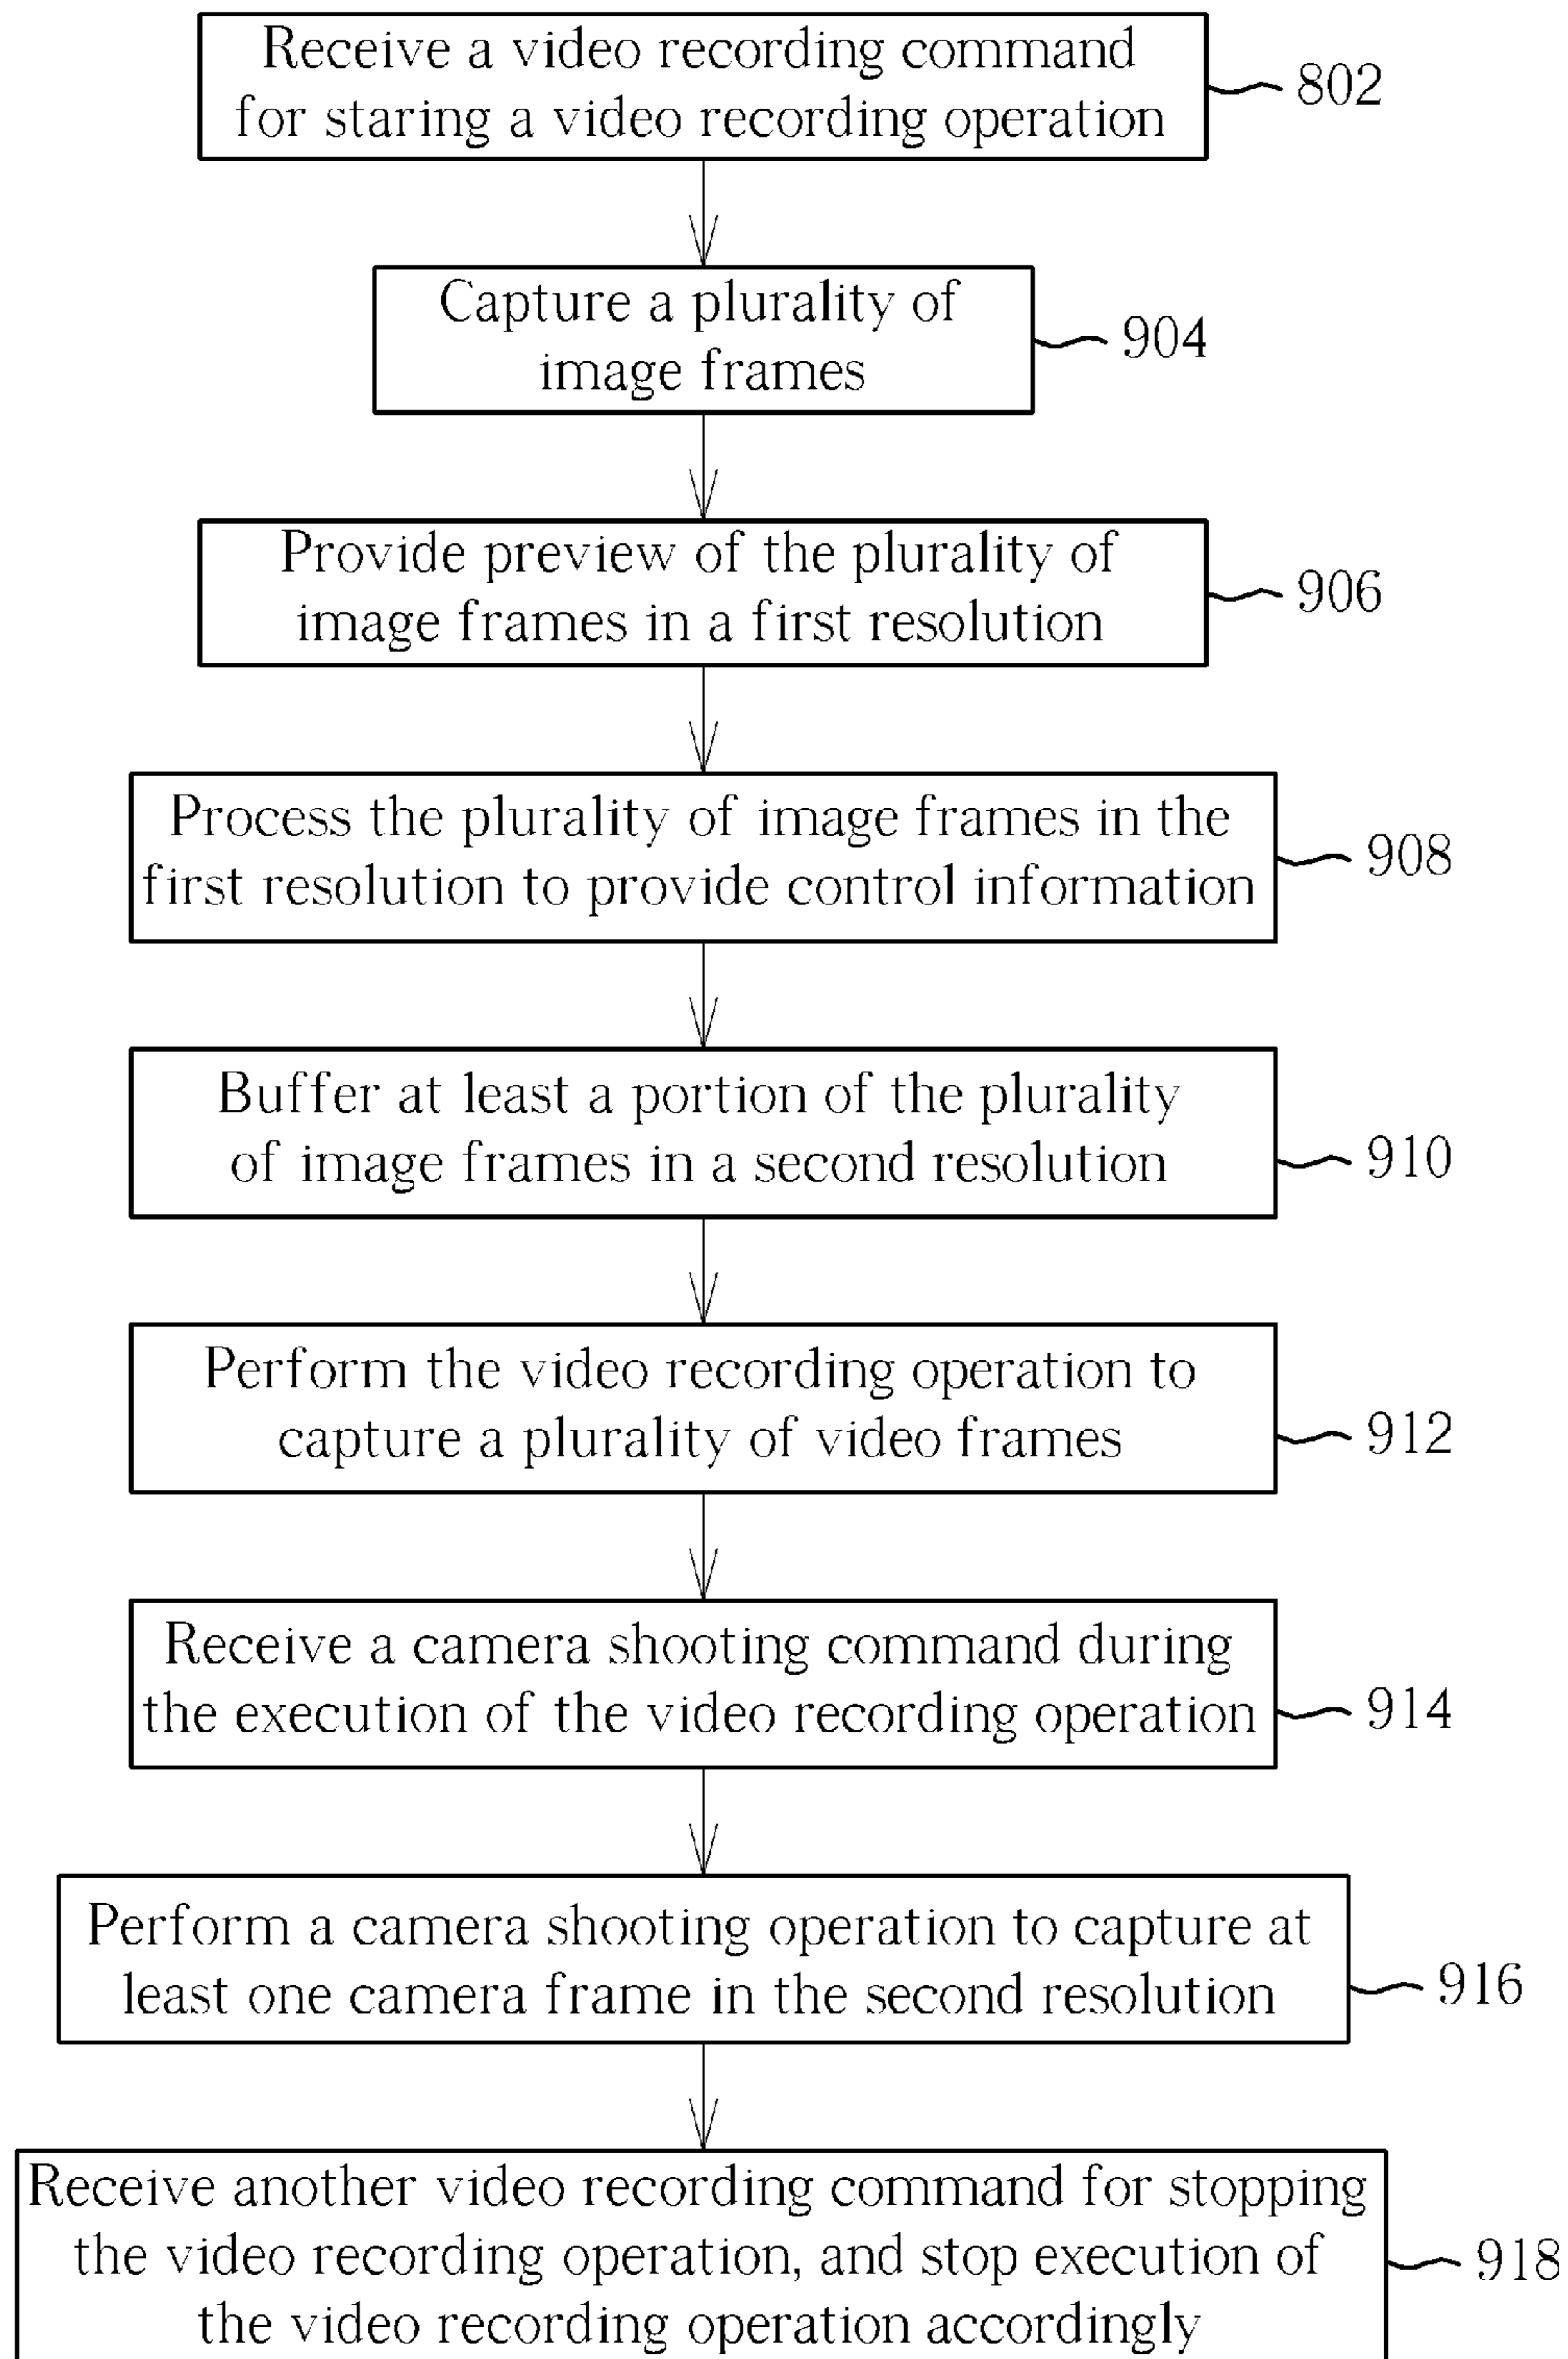 Receive a video recording command
for staring a video recording operation
802
Capture a plurality of
image frames
904
Provide preview of the plurality of
image frames in a first resolution
906
Process the plurality of image frames in the
first resolution to provide control information
908
Buffer at least a portion of the plurality
of image frames in a second resolution
910
Perform the video recording operation to
capture a plurality of video frames
912
Receive a camera shooting command during
the execution of the video recording operation
914
Perform a camera shooting operation to capture at
least one camera frame in the second resolution
916
Receive another video recording command for stopping
the video recording operation, and stop execution of
the video recording operation accordingly
918